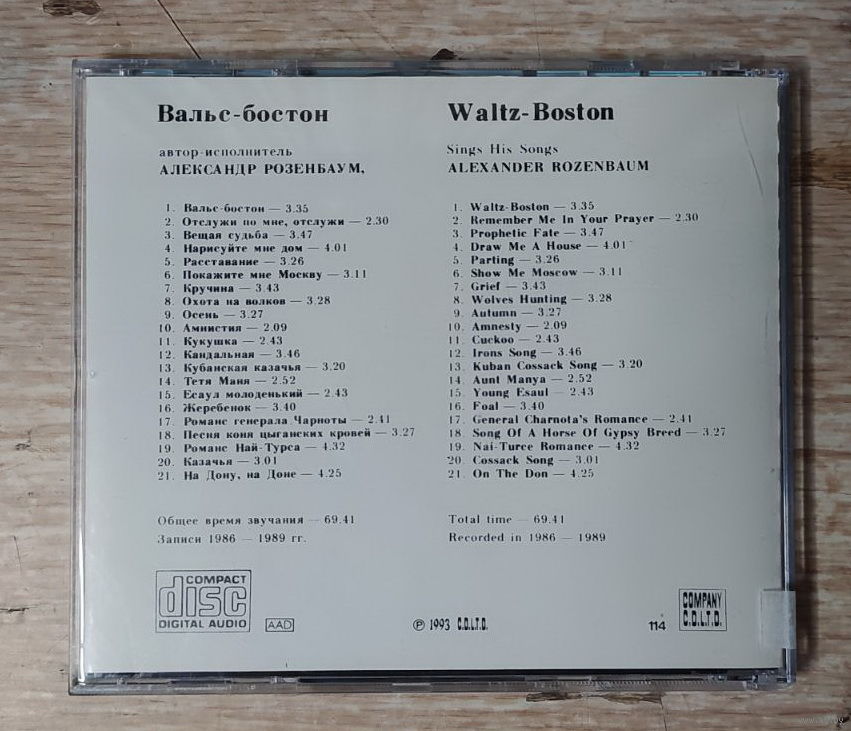 Вальс-бостон
автор-исполнитель
АЛЕКСАНДР РОЗЕНБАУМ,
1. Вальс-бостон — 3.35
2. Отслужи по мне, отслужи — 2.30
3. Вещая судьба — 3.47
4. Нарисуйте мне дом — 4.01
5. Расставание — 3.26
6. Покажите мне Москву — 3.11
7. Кручина — 3.43
8. Охота на волков — 3.28
9. Осень — 3.27
10. Амнистия — 2.09
11. Кукушка — 2.43
12. Кандальная — 3.46
13. Кубанская казачья — 3.20
14. Тетя Маня — 2.52
15. Есаул молоденький — 2.43
16. Жеребенок — 3.40
17. Романс генерала Чарноты — 2.41
18. Песня коня цыганских кровей — 3.27
19. Романс Най-Турса — 4.32
20. Казачья — 3.01
21. На Дону, на Доне — 4.25
Общее время звучания — 69.41
Записи 1986 — 1989 гг.
Waltz-Boston
Sings His Songs
ALEXANDER ROZENBAUM
1. Waltz-Boston — 3.35
2. Remember Me In Your Prayer — 2.30
3. Prophetic Fate — 3.47
4. Draw Me A House — 4.01
5. Parting — 3.26
6. Show Me Moscow — 3.11
7. Grief — 3.43
8. Wolves Hunting — 3.28
9. Autumn — 3.27
10. Amnesty — 2.09
11. Cuckoo — 2.43
12. Irons Song — 3.46
13. Kuban Cossack Song — 3.20
14. Aunt Manya — 2.52
15. Young Esaul — 2.43
16. Foal — 3.40
17. General Charnota's Romance — 2.41
18. Song Of A Horse Of Gypsy Breed — 3.27
19. Nai-Turce Romance — 4.32
20. Cossack Song — 3.01
21. On The Don — 4.25
Total time — 69.41
Recorded in 1986 — 1989
COMPACT
disc
DIGITAL AUDIO
AAD
℗ 1993 C.D.L.T.D.
114
COMPANY
C.D.L.T.D.